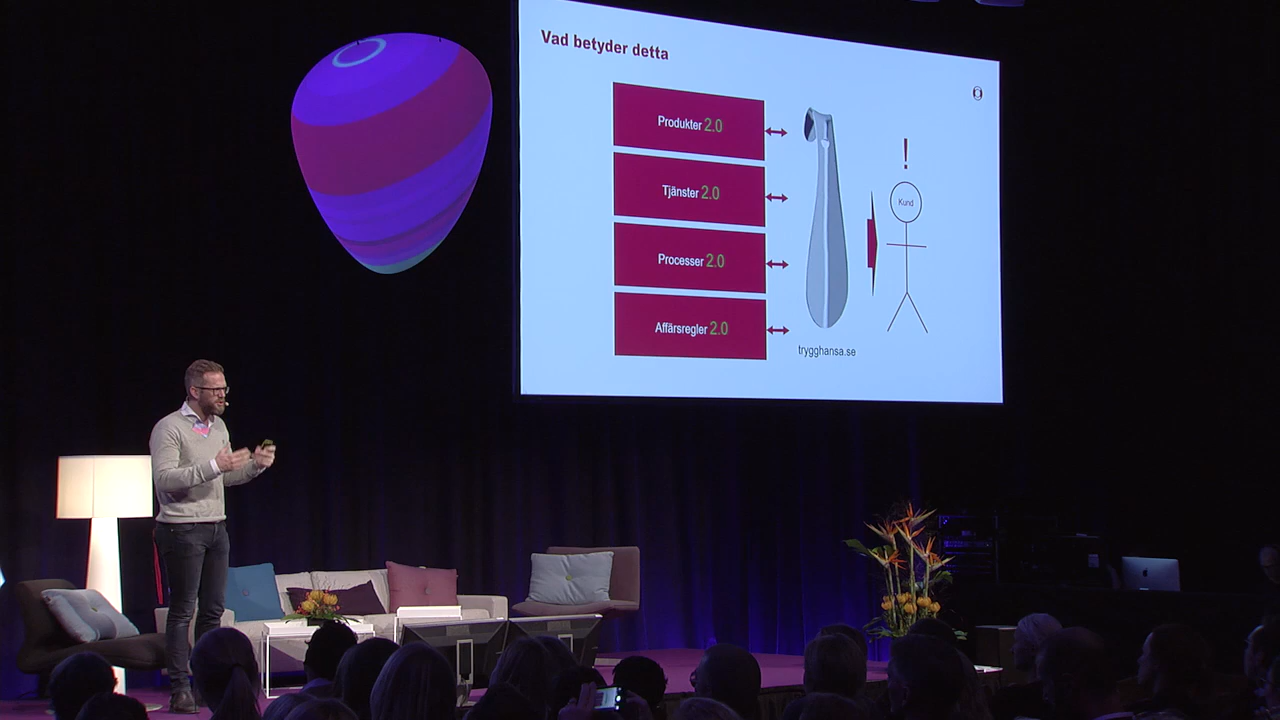 Vad betyder detta
Produkter 2.0
Tjänster 2.0
Processer 2.0
Affärsregler 2.0
!
Kund
trygghansa.se